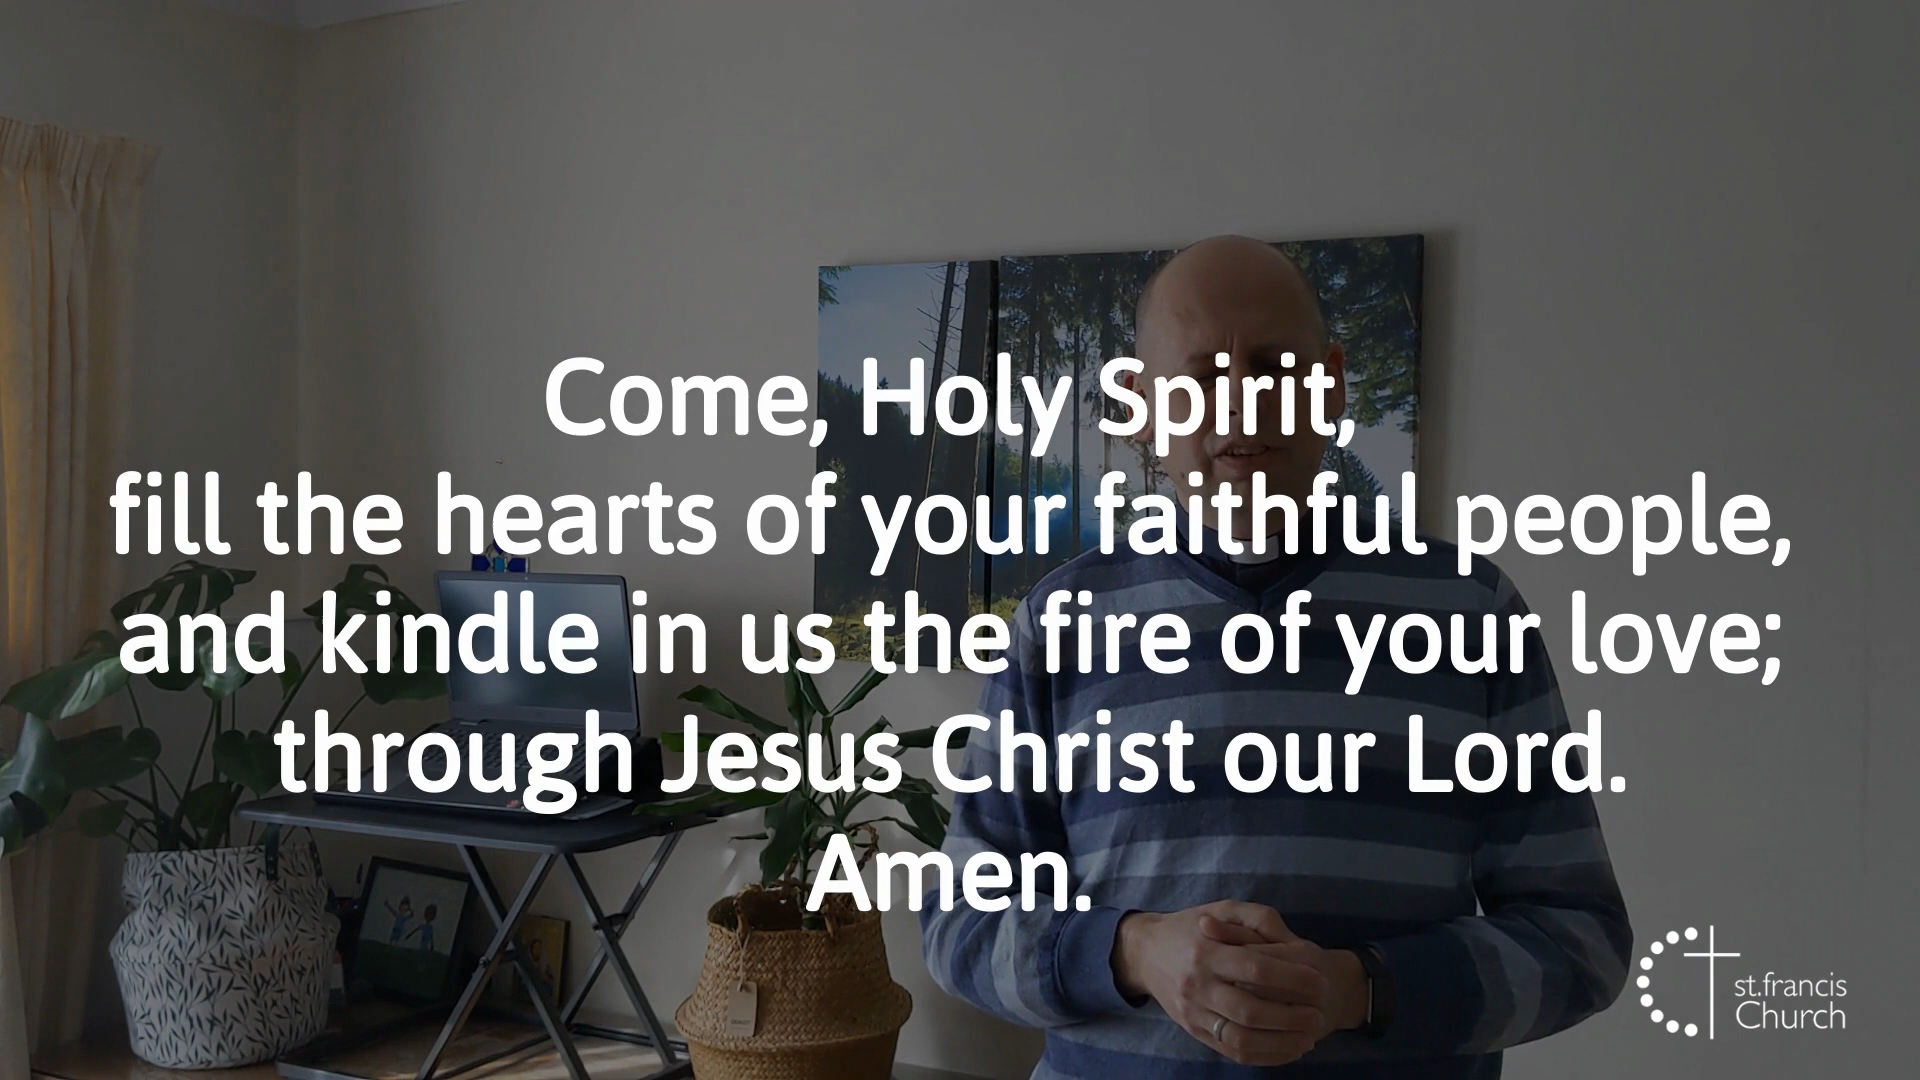 Come, Holy Spirit,
fill the hearts of your faithful people,
and kindle in us the fire of your love;
through Jesus Christ our Lord.
Amen.
st.francis
Church